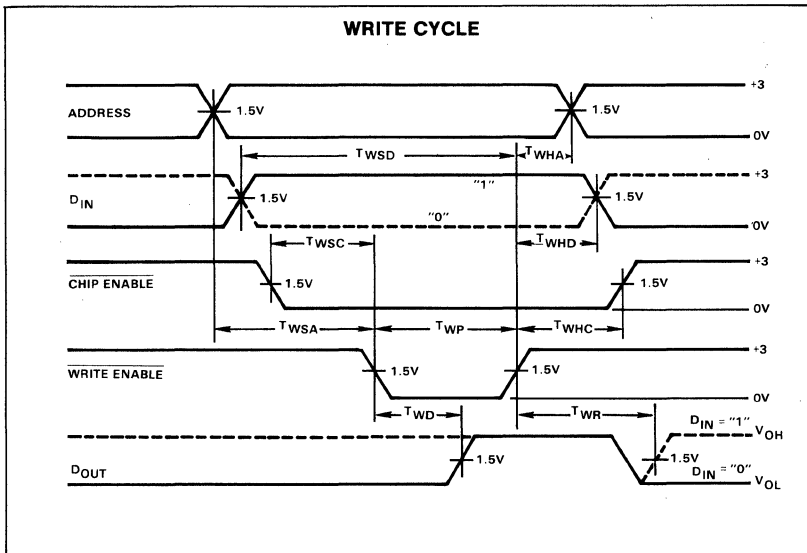 WRITE CYCLE
+3
ADDRESS
1.5V
1.5V
0V
TWSD
TWHA
+3
DIN
1.5V
"1"
1.5V
"0"
0V
TWSC
TWHD
+3
CHIP ENABLE
1.5V
1.5V
0V
TWSA
TWP
TWHC
+3
WRITE ENABLE
1.5V
1.5V
0V
TWD
TWR
DIN = "1"
VOH
DOUT
1.5V
1.5V
DIN = "0"
VOL